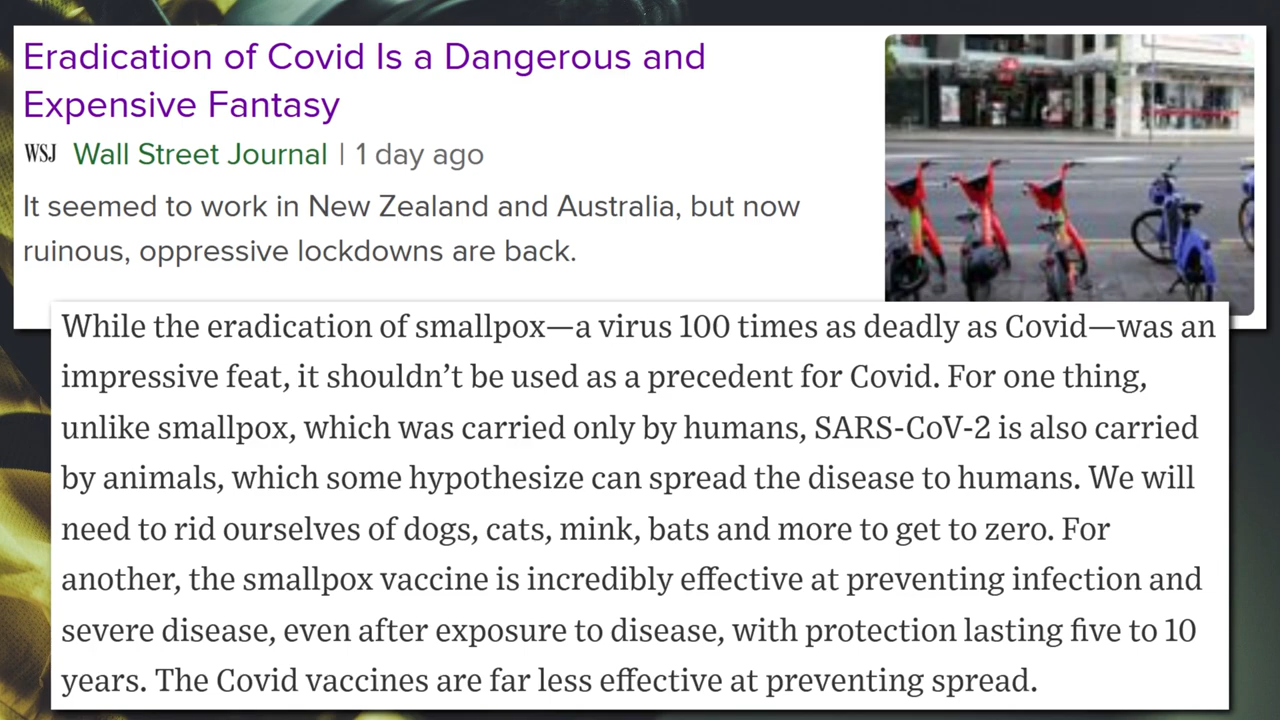 Eradication of Covid Is a Dangerous and
Expensive Fantasy
WSJ Wall Street Journal | 1 day ago
It seemed to work in New Zealand and Australia, but now
ruinous, oppressive lockdowns are back.
While the eradication of smallpox—a virus 100 times as deadly as Covid—was an
impressive feat, it shouldn’t be used as a precedent for Covid. For one thing,
unlike smallpox, which was carried only by humans, SARS-CoV-2 is also carried
by animals, which some hypothesize can spread the disease to humans. We will
need to rid ourselves of dogs, cats, mink, bats and more to get to zero. For
another, the smallpox vaccine is incredibly effective at preventing infection and
severe disease, even after exposure to disease, with protection lasting five to 10
years. The Covid vaccines are far less effective at preventing spread.